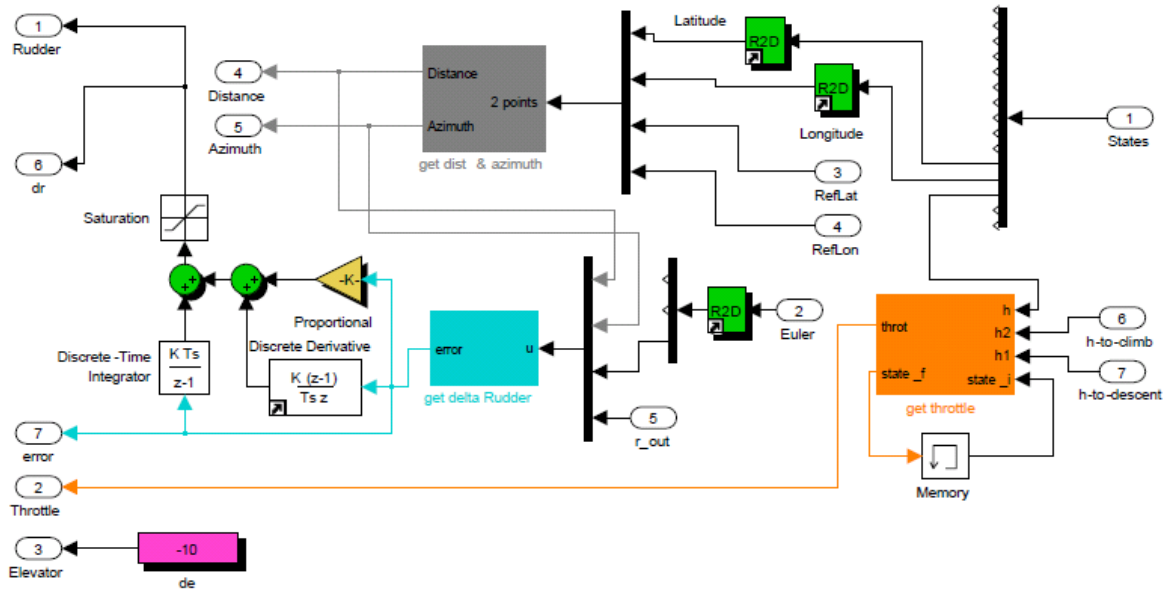 1
Rudder
6
dr
Saturation
4
Distance
5
Azimuth
Distance
2 points
Azimuth
get dist & azimuth
Latitude
R2D
R2D
Longitude
3
RefLat
4
RefLon
1
States
+
+
+
+
-K-
Proportional
Discrete -Time
Integrator
K Ts
z-1
Discrete Derivative
K (z-1)
Ts z
error
u
get delta Rudder
R2D
2
Euler
5
r_out
throt
state _f
h
h2
h1
state _i
get throttle
6
h-to-climb
7
h-to-descent
Memory
7
error
2
Throttle
3
Elevator
-10
de